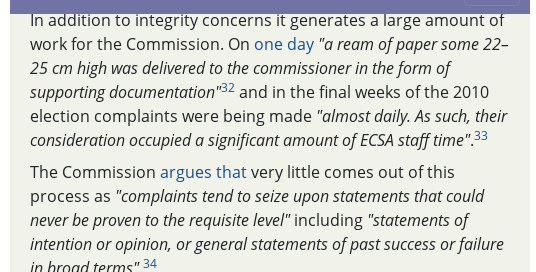 In addition to integrity concerns it generates a large amount of
work for the Commission. On one day "a ream of paper some 22–
25 cm high was delivered to the commissioner in the form of
supporting documentation"32 and in the final weeks of the 2010
election complaints were being made "almost daily. As such, their
consideration occupied a significant amount of ECSA staff time".33
The Commission argues that very little comes out of this
process as "complaints tend to seize upon statements that could
never be proven to the requisite level" including "statements of
intention or opinion, or general statements of past success or failure
in broad terms".34